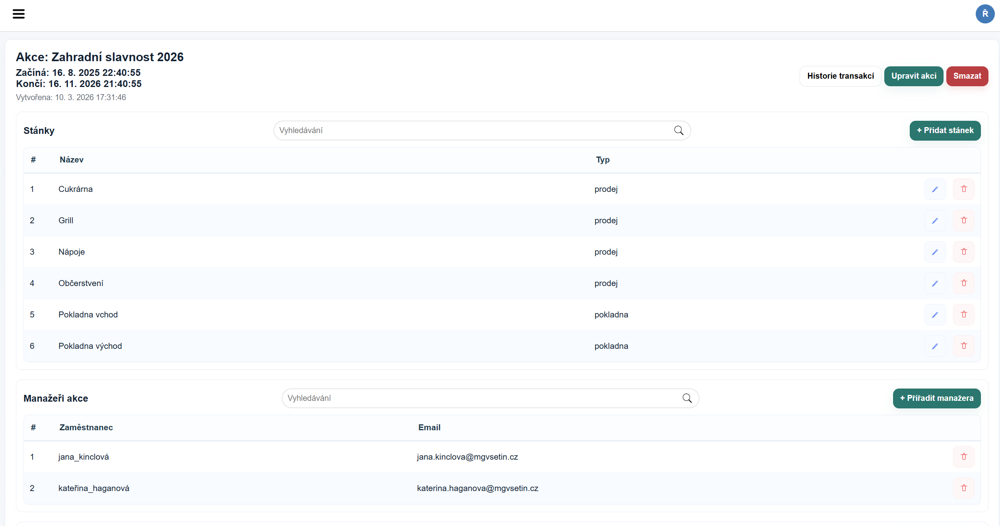 Ř
Akce: Zahradní slavnost 2026
Začíná: 16. 8. 2025 22:40:55
Končí: 16. 11. 2026 21:40:55
Vytvořena: 10. 3. 2026 17:31:46
Historie transakcí Upravit akci Smazat
Stánky Vyhledávání + Přidat stánek
# Název Typ
1 Cukrárna prodej
2 Grill prodej
3 Nápoje prodej
4 Občerstvení prodej
5 Pokladna vchod pokladna
6 Pokladna východ pokladna
Manažeři akce Vyhledávání + Přiřadit manažera
# Zaměstnanec Email
1 jana_kinclová jana.kinclova@mgvsetin.cz
2 kateřina_haganová katerina.haganova@mgvsetin.cz